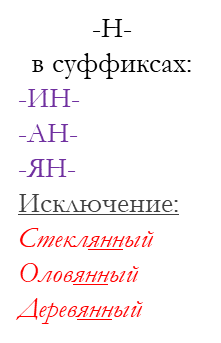 -Н-
в суффиксах:
-ИН-
-АН-
-ЯН-
Исключение:
Стеклянный
Оловянный
Деревянный